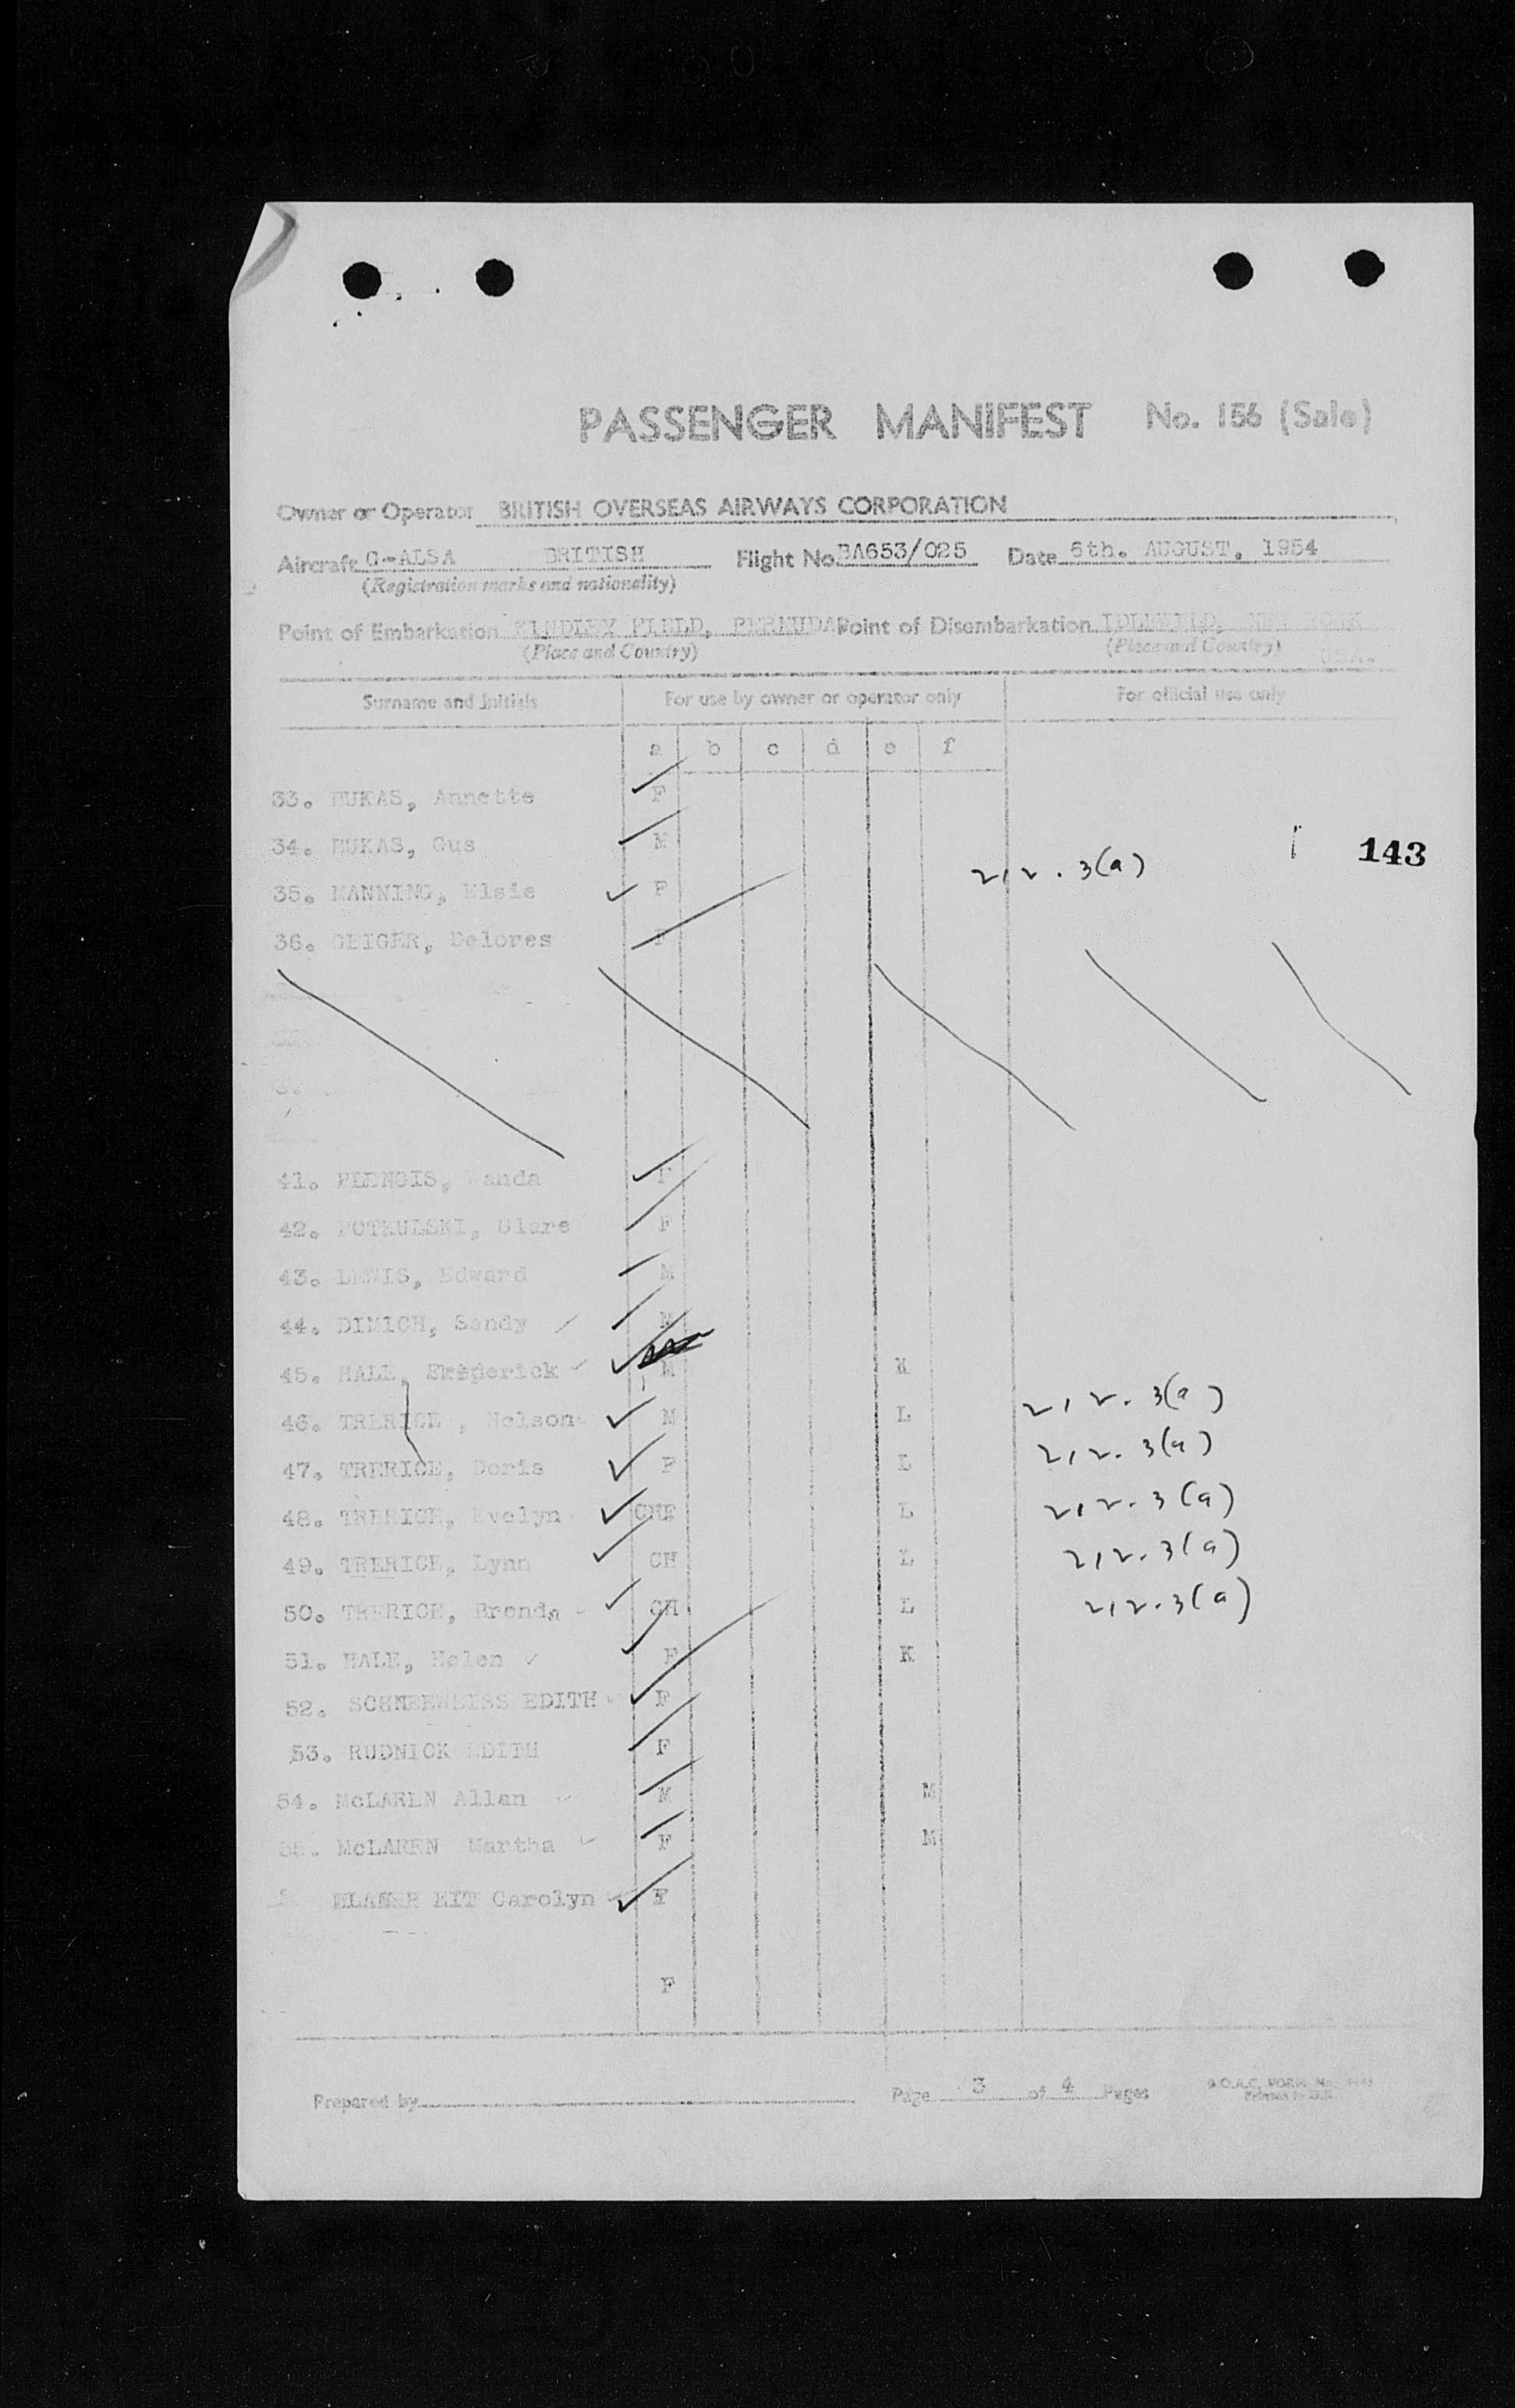 PASSENGER MANIFEST No. 156 (Sale)
Owner or Operator BRITISH OVERSEAS AIRWAYS CORPORATION
Aircraft G-ALSA BRITISH Flight No BA653/025 Date 6th. AUGUST, 1954
(Registration marks and nationality)
Point of Embarkation KINDLEY FIELD, BERMUDA Point of Disembarkation IDLEWILD, NEW YORK
(Place and Country) (Place and Country) USA.
Surname and Initials For use by owner or operator only For official use only
a b c d e f
33. DUKAS, Annette F
34. DUKAS, Gus M
143
35. MANNING, Elsie F 212. 3(a)
36. GEIGER, Delores F
41. Wanda F
42. POTKULSKI, Clare F
43. LEWIS, Edward M
44. DIMICH, Sandy M
45. HALE, M
46. TRERICE, Nelson M L 212. 3(a)
47. TRERICE, Doris F L 212. 3(a)
48. TRERICE, Evelyn L 212. 3(a)
49. TRERICE, Lynn CH L 212. 3(a)
50. TRERICE, Brenda CH L 212. 3(a)
51. HALE, Helen F K
52. EDITH F
53. RUDNICK EDITH F
54. McLAREN Allan M M
55. McLAREN Martha F M
Carolyn F
F
Prepared by Page 3 of 4 Pages B.O.A.C. FORM No.